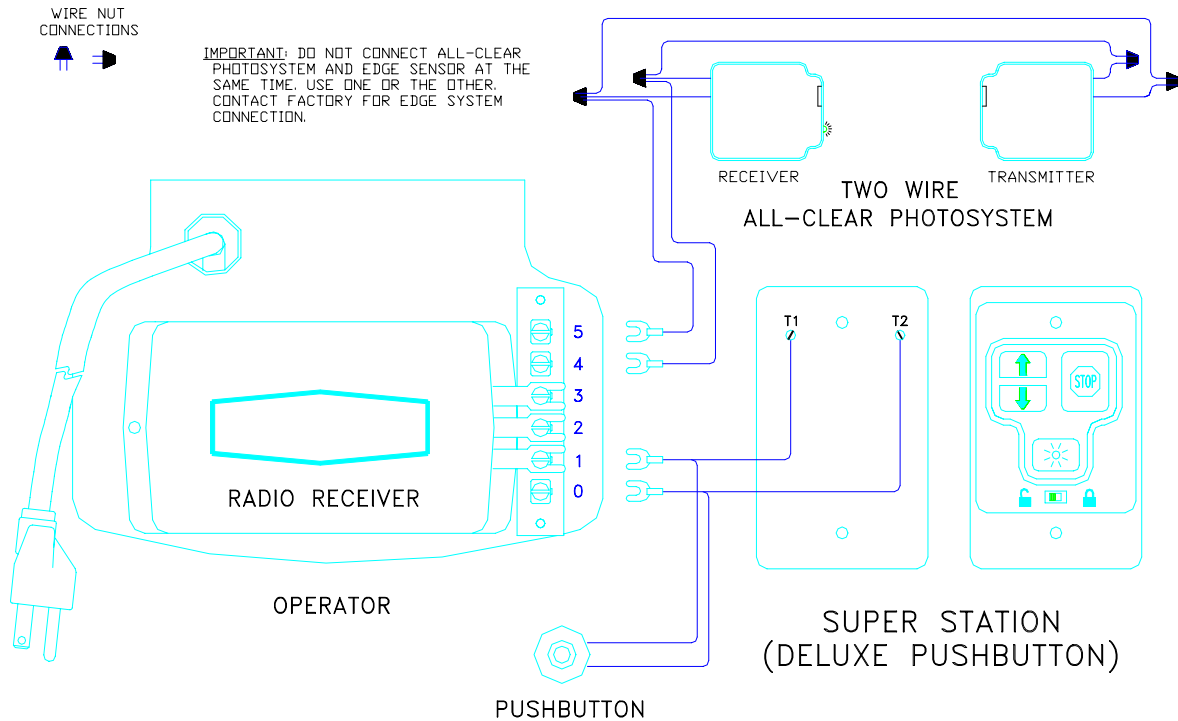 WIRE NUT
CONNECTIONS
IMPORTANT: DO NOT CONNECT ALL-CLEAR
PHOTOSYSTEM AND EDGE SENSOR AT THE
SAME TIME. USE ONE OR THE OTHER.
CONTACT FACTORY FOR EDGE SYSTEM
CONNECTION.
RECEIVER
TRANSMITTER
TWO WIRE
ALL-CLEAR PHOTOSYSTEM
T1
T2
5
4
3
2
1
0
STOP
RADIO RECEIVER
OPERATOR
SUPER STATION
(DELUXE PUSHBUTTON)
PUSHBUTTON